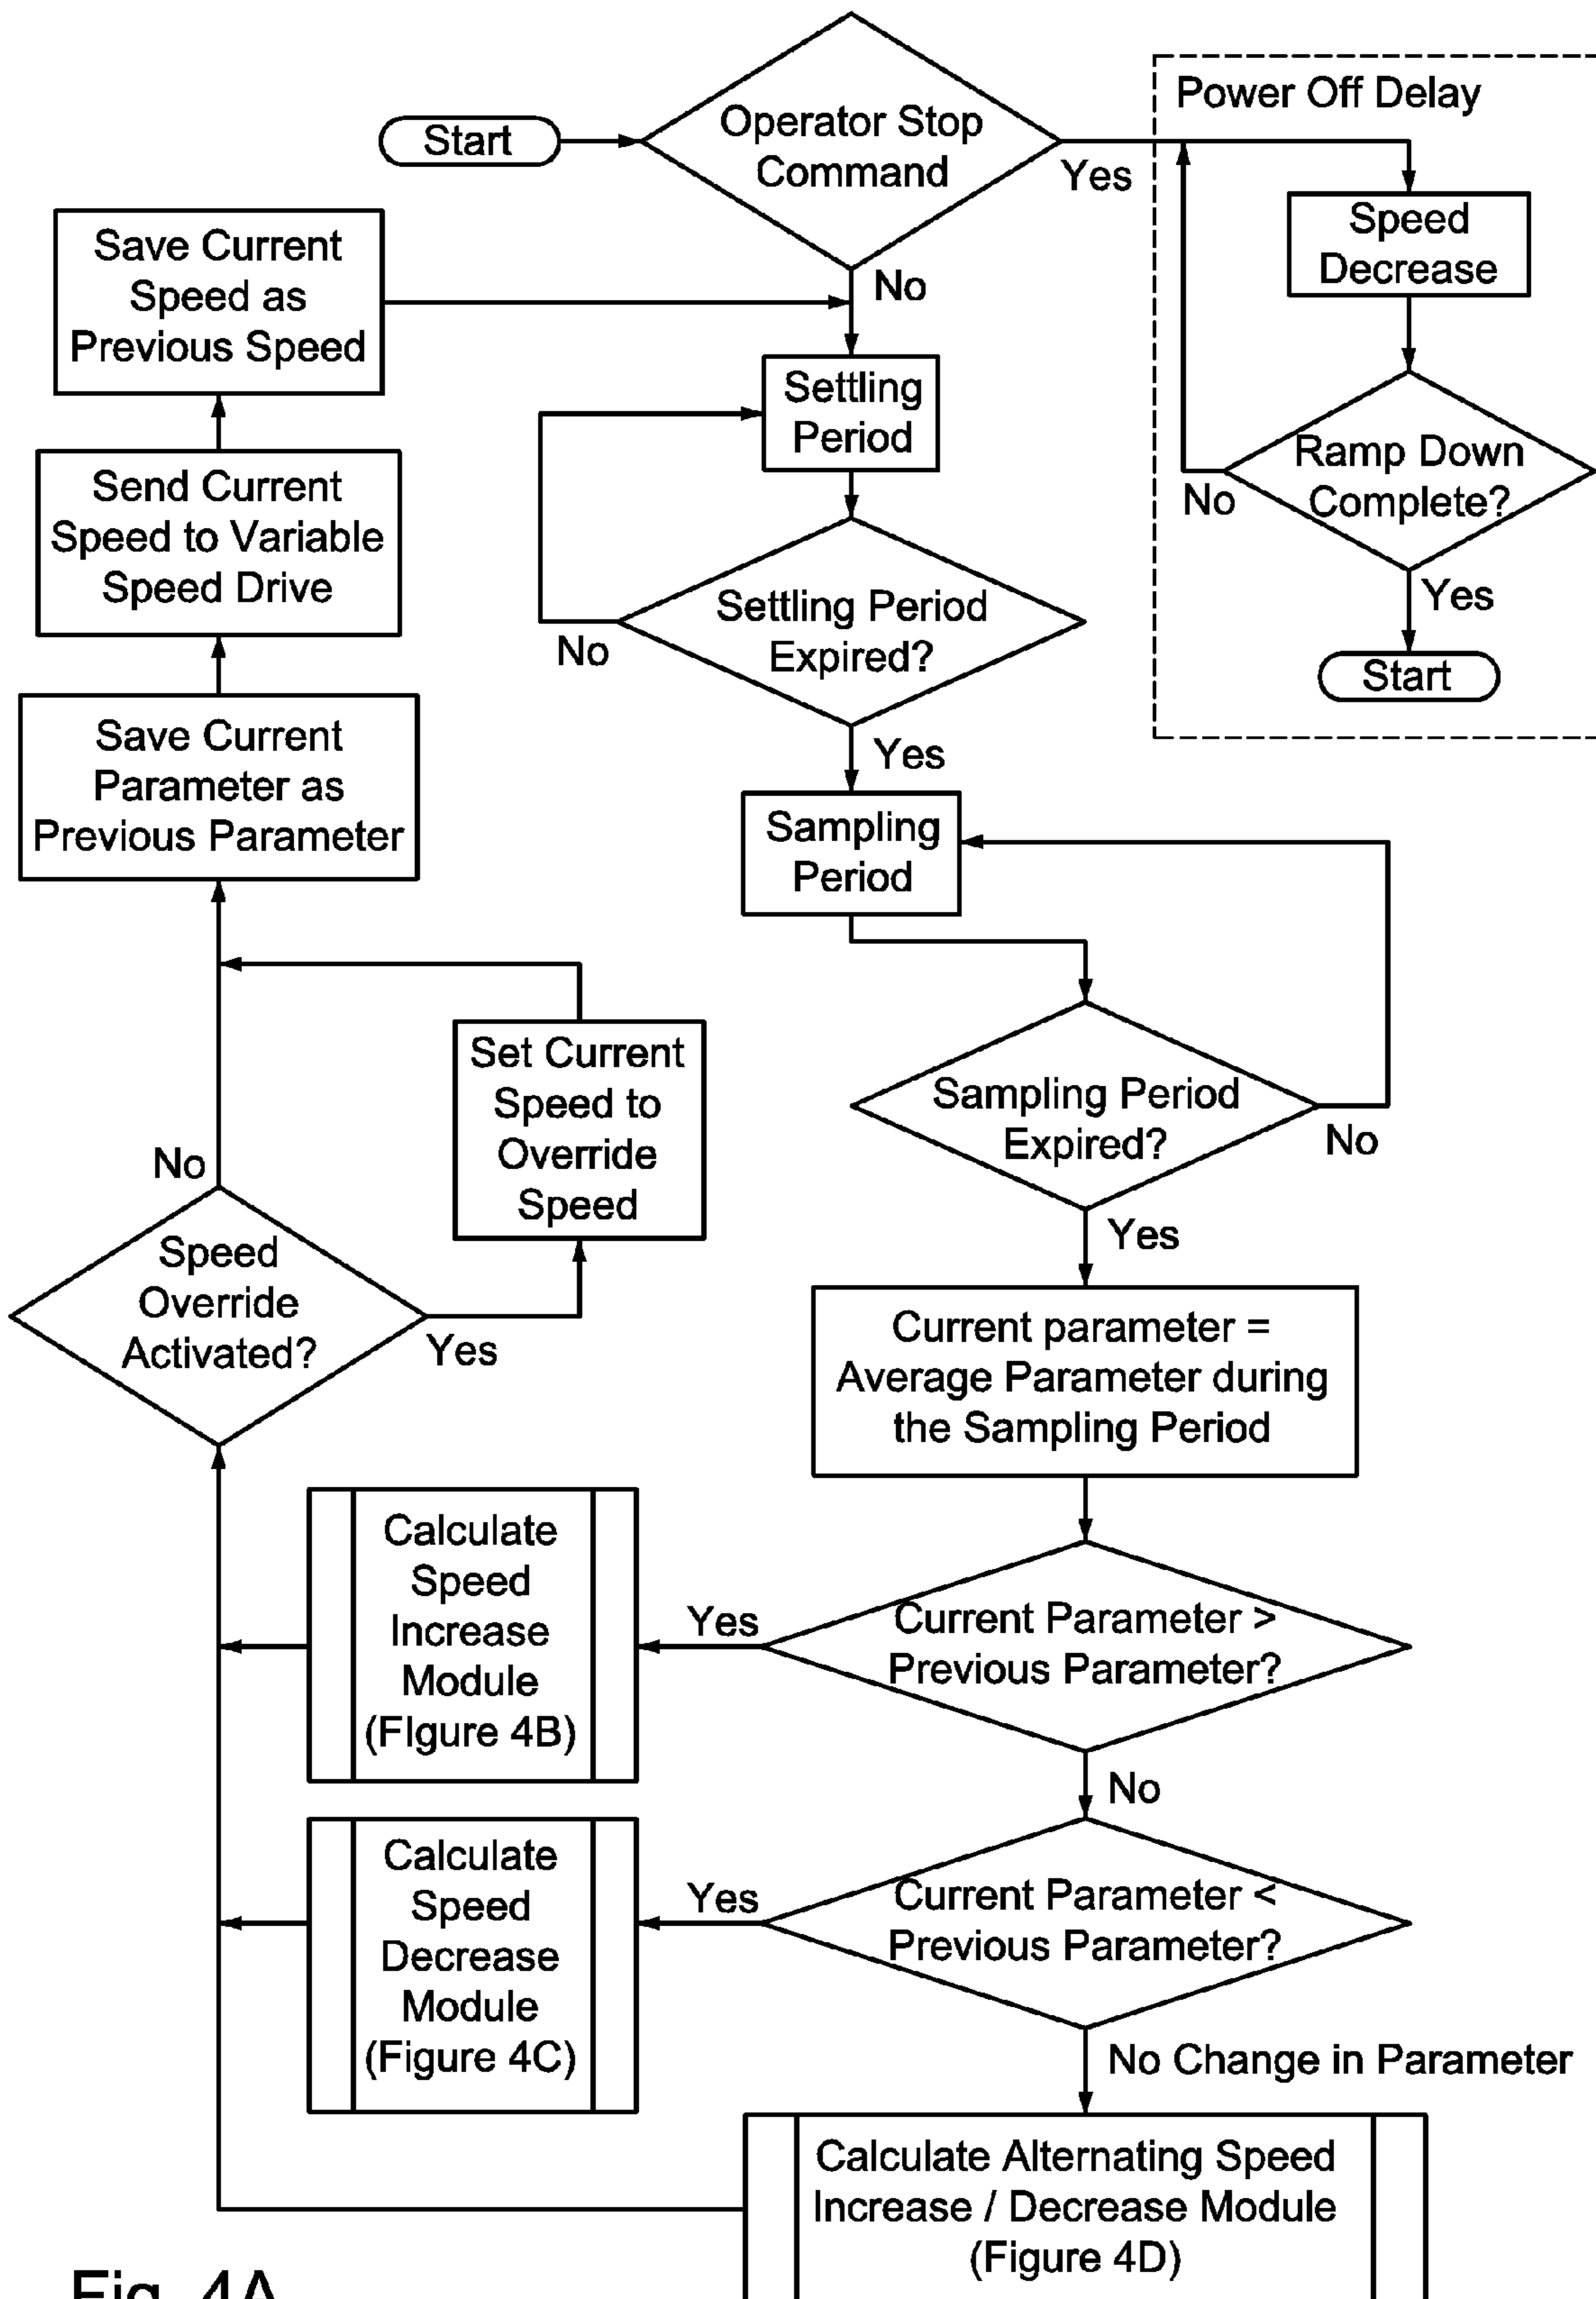 Start
Operator Stop
Command
Yes
No
Power Off Delay
Speed
Decrease
Ramp Down
Complete?
No
Yes
Start
Save Current
Speed as
Previous Speed
Send Current
Speed to Variable
Speed Drive
Save Current
Parameter as
Previous Parameter
Settling
Period
Settling Period
Expired?
No
Yes
Sampling
Period
Sampling Period
Expired?
No
Yes
Set Current
Speed to
Override
Speed
No
Speed
Override
Activated?
Yes
Current parameter =
Average Parameter during
the Sampling Period
Calculate
Speed
Increase
Module
(FIgure 4B)
Yes
Current Parameter >
Previous Parameter?
No
Calculate
Speed
Decrease
Module
(Figure 4C)
Yes
Current Parameter <
Previous Parameter?
No Change in Parameter
Calculate Alternating Speed
Increase / Decrease Module
(Figure 4D)
Fig. 4A